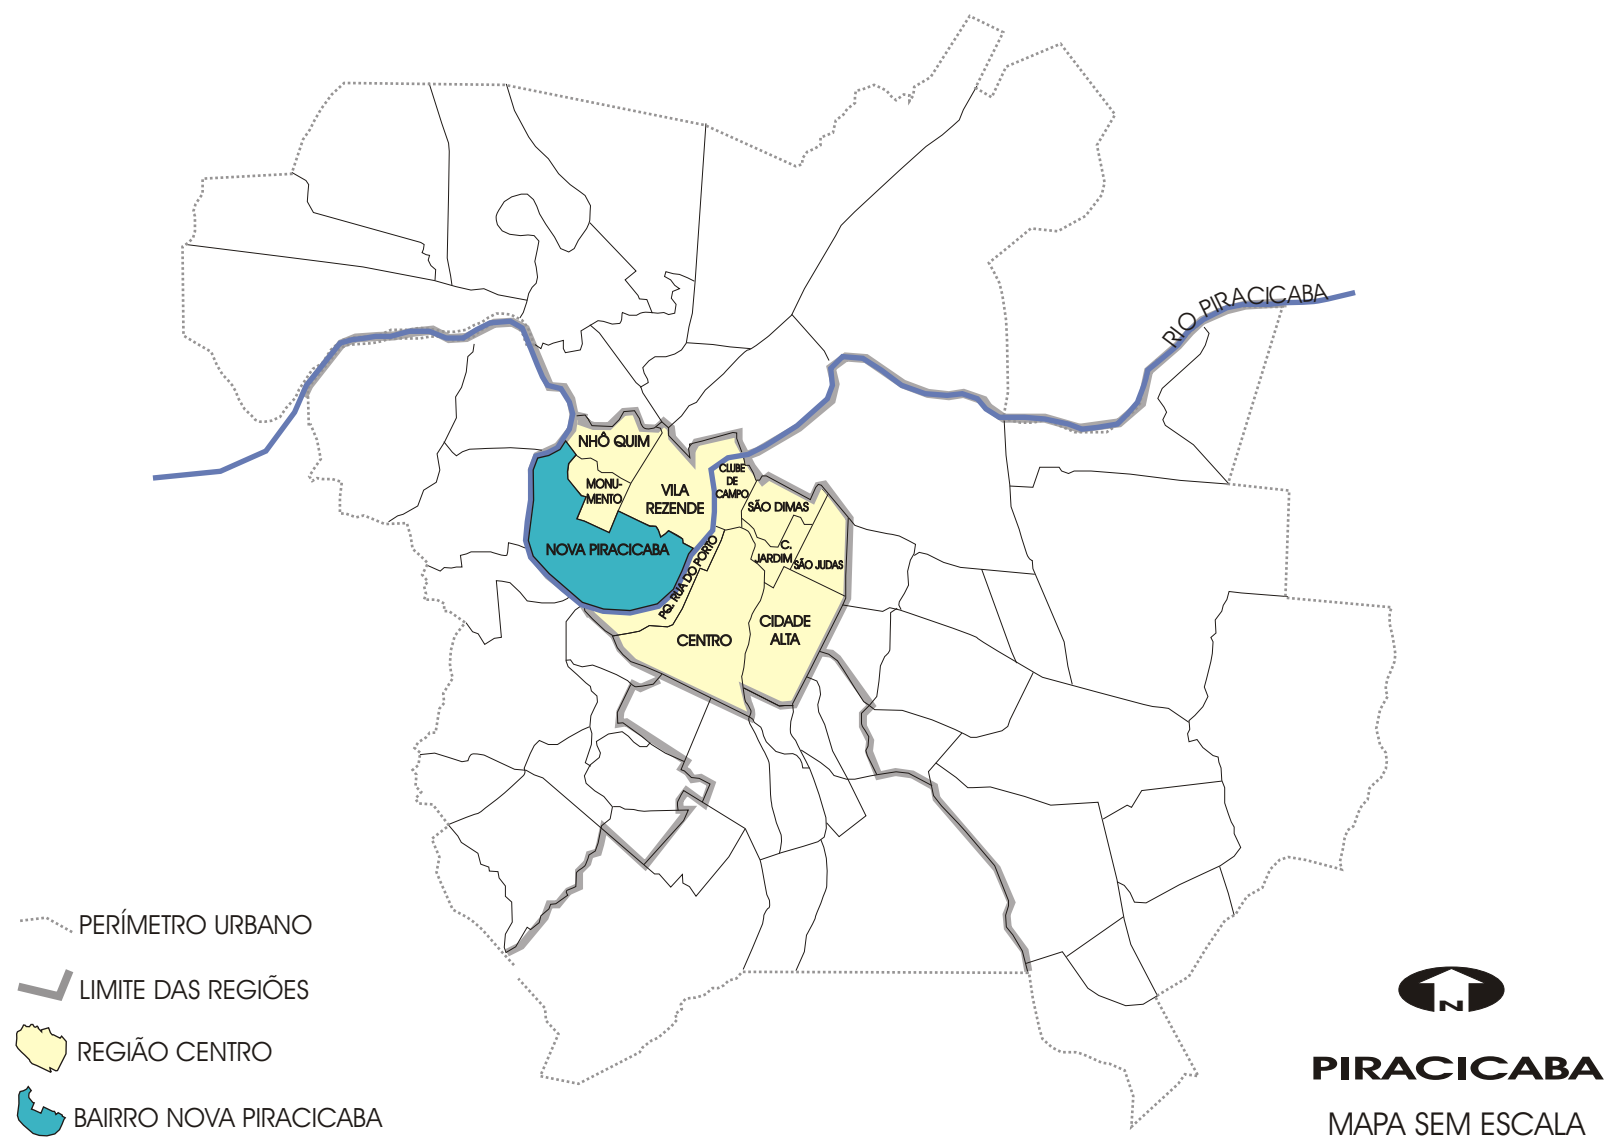 RIO PIRACICABA
NHÔ QUIM
MONU-
MENTO
VILA
REZENDE
CLUBE
DE
CAMPO
SÃO DIMAS
NOVA PIRACICABA
PQ. RUA DO PORTO
C.
JARDIM
SÃO JUDAS
CENTRO
CIDADE
ALTA
PERÍMETRO URBANO
LIMITE DAS REGIÕES
REGIÃO CENTRO
BAIRRO NOVA PIRACICABA
N
PIRACICABA
MAPA SEM ESCALA